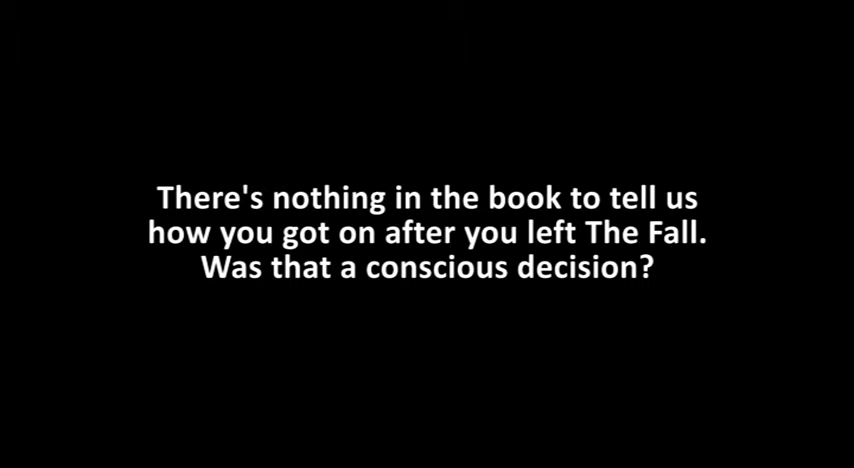 There's nothing in the book to tell us
how you got on after you left The Fall.
Was that a conscious decision?